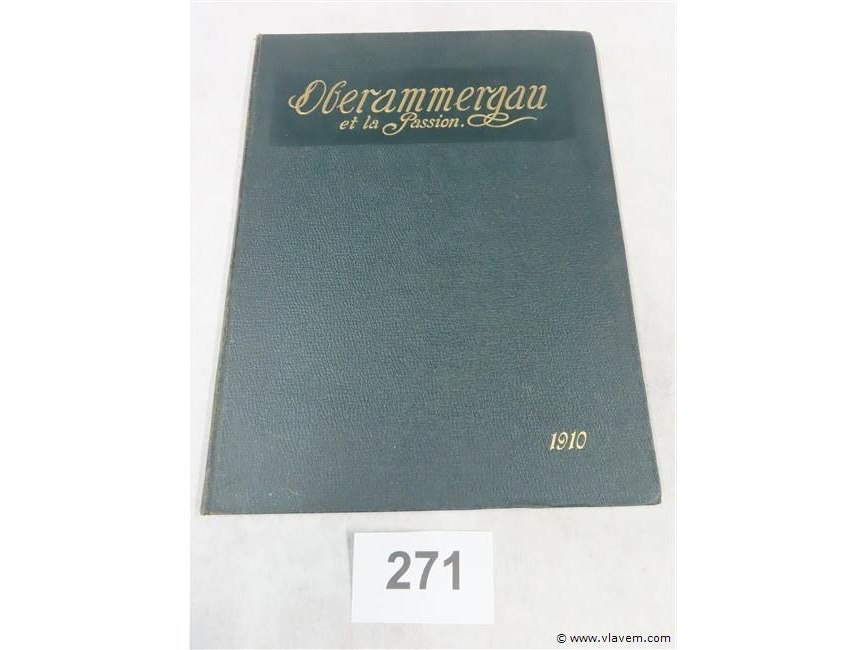 Oberammergau
et la Passion.
1910
271
© www.vlavem.com